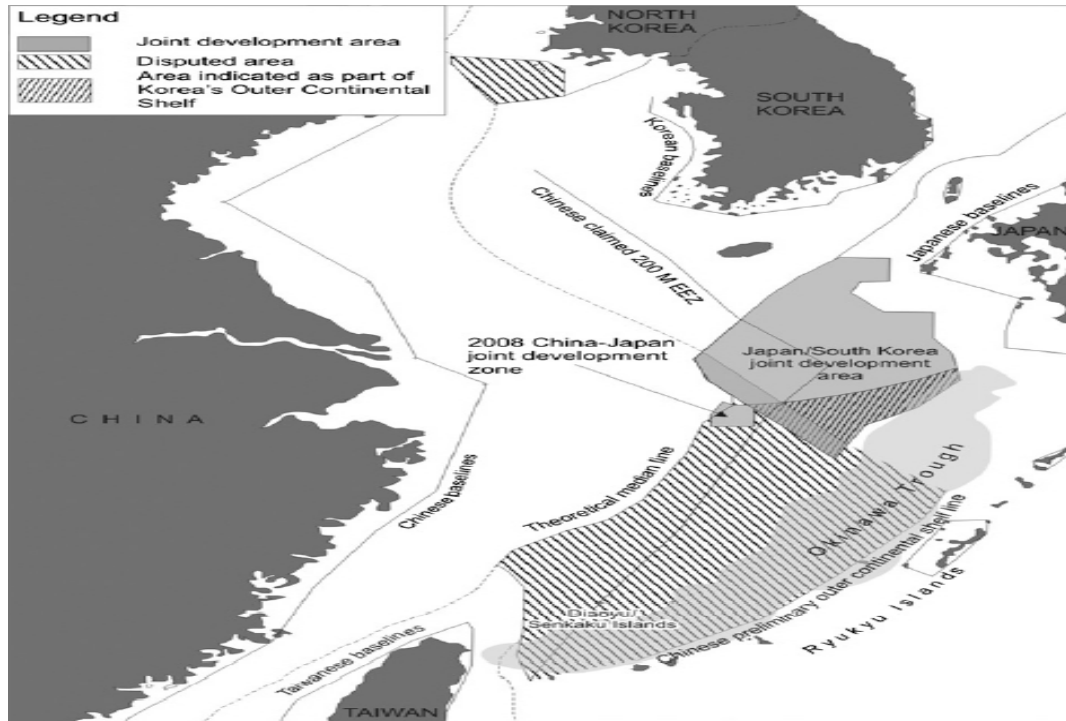 Legend
Joint development area
Disputed area
Area indicated as part of
Korea's Outer Continental
Shelf
NORTH
KOREA
SOUTH
KOREA
Korean baselines
Chinese claimed 200 M EEZ
Japanese baselines
JAPAN
2008 China-Japan
joint development
zone
Japan/South Korea
joint development
area
CHINA
Chinese baselines
Theoretical median line
Okinawa Trough
Chinese preliminary outer continental shelf line
Ryukyu Islands
Senkaku Islands
Taiwanese baselines
TAIWAN